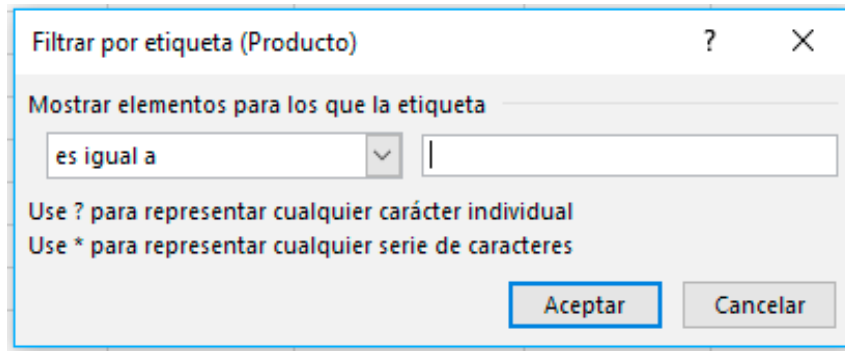 Filtrar por etiqueta (Producto) ?
Mostrar elementos para los que la etiqueta
es igual a
Use ? para representar cualquier carácter individual
Use * para representar cualquier serie de caracteres
Aceptar Cancelar